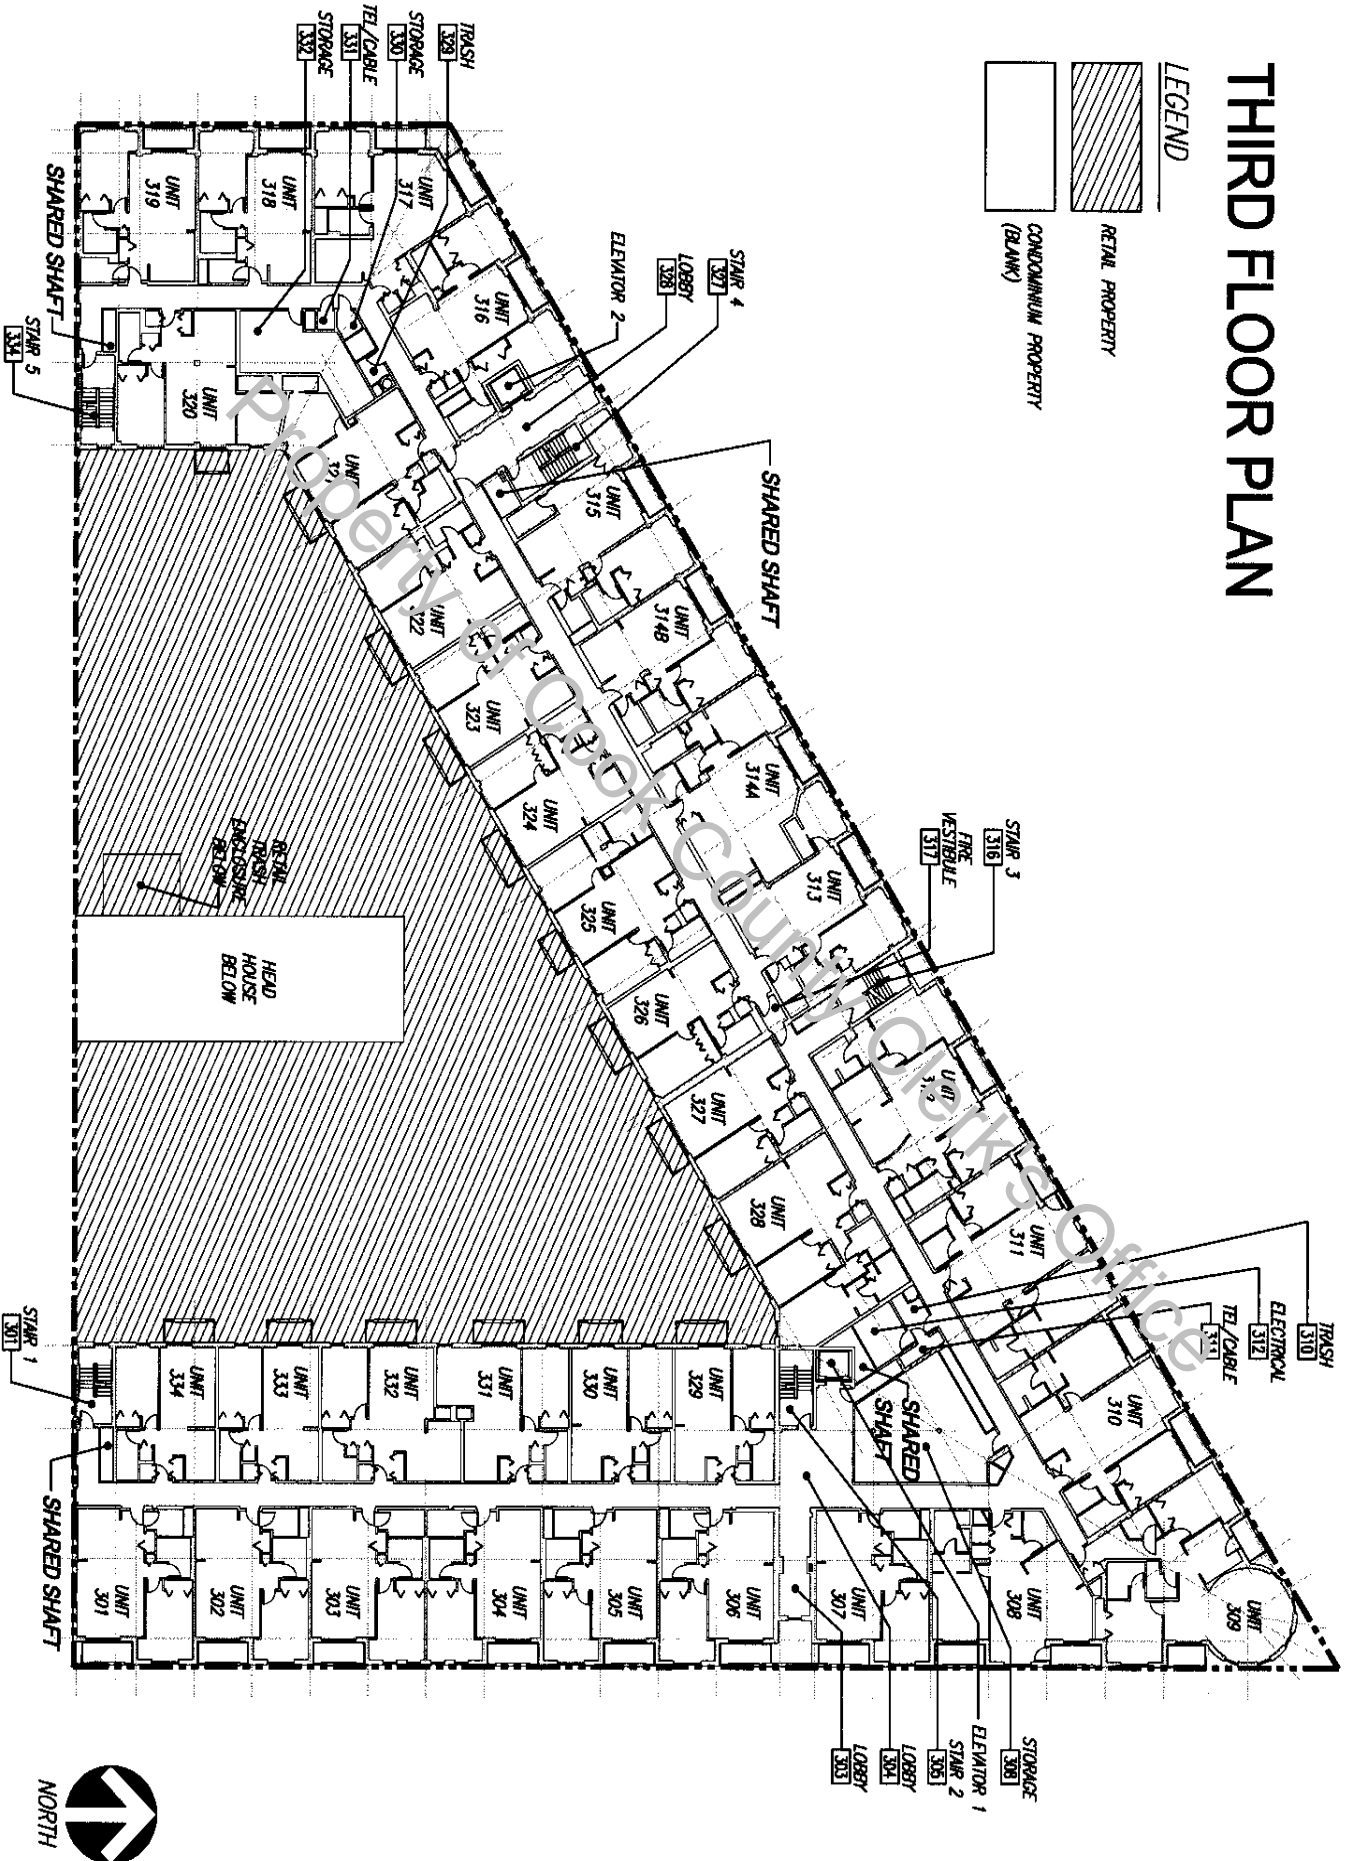 THIRD FLOOR PLAN
LEGEND
RETAIL PROPERTY
CONDOMINIUM PROPERTY
(BLANK)
TRASH
329
STORAGE
330
TEL/CABLE
331
STORAGE
332
STAIR 4
327
LOBBY
328
ELEVATOR 2
SHARED SHAFT
STAIR 3
316
FIRE
VESTIBULE
317
TRASH
310
ELECTRICAL
312
TEL/CABLE
SHARED SHAFT
STAIR 5
334
UNIT
319
UNIT
318
UNIT
317
UNIT
316
UNIT
315
UNIT
314B
UNIT
314A
UNIT
313
UNIT
UNIT
311
UNIT
310
UNIT
309
UNIT
320
UNIT
321
UNIT
322
UNIT
323
UNIT
324
UNIT
325
UNIT
326
UNIT
327
UNIT
328
RETAIL
TRASH
ENCLOSURE
BELOW
HEAD
HOUSE
BELOW
SHARED
SHAFT
STAIR 1
301
UNIT
334
UNIT
333
UNIT
332
UNIT
331
UNIT
330
UNIT
329
SHARED SHAFT
UNIT
301
UNIT
302
UNIT
303
UNIT
304
UNIT
305
UNIT
306
UNIT
307
UNIT
308
LOBBY
303
LOBBY
304
STAIR 2
305
ELEVATOR 1
STORAGE
308
NORTH
Property of Cook County Clerk's Office